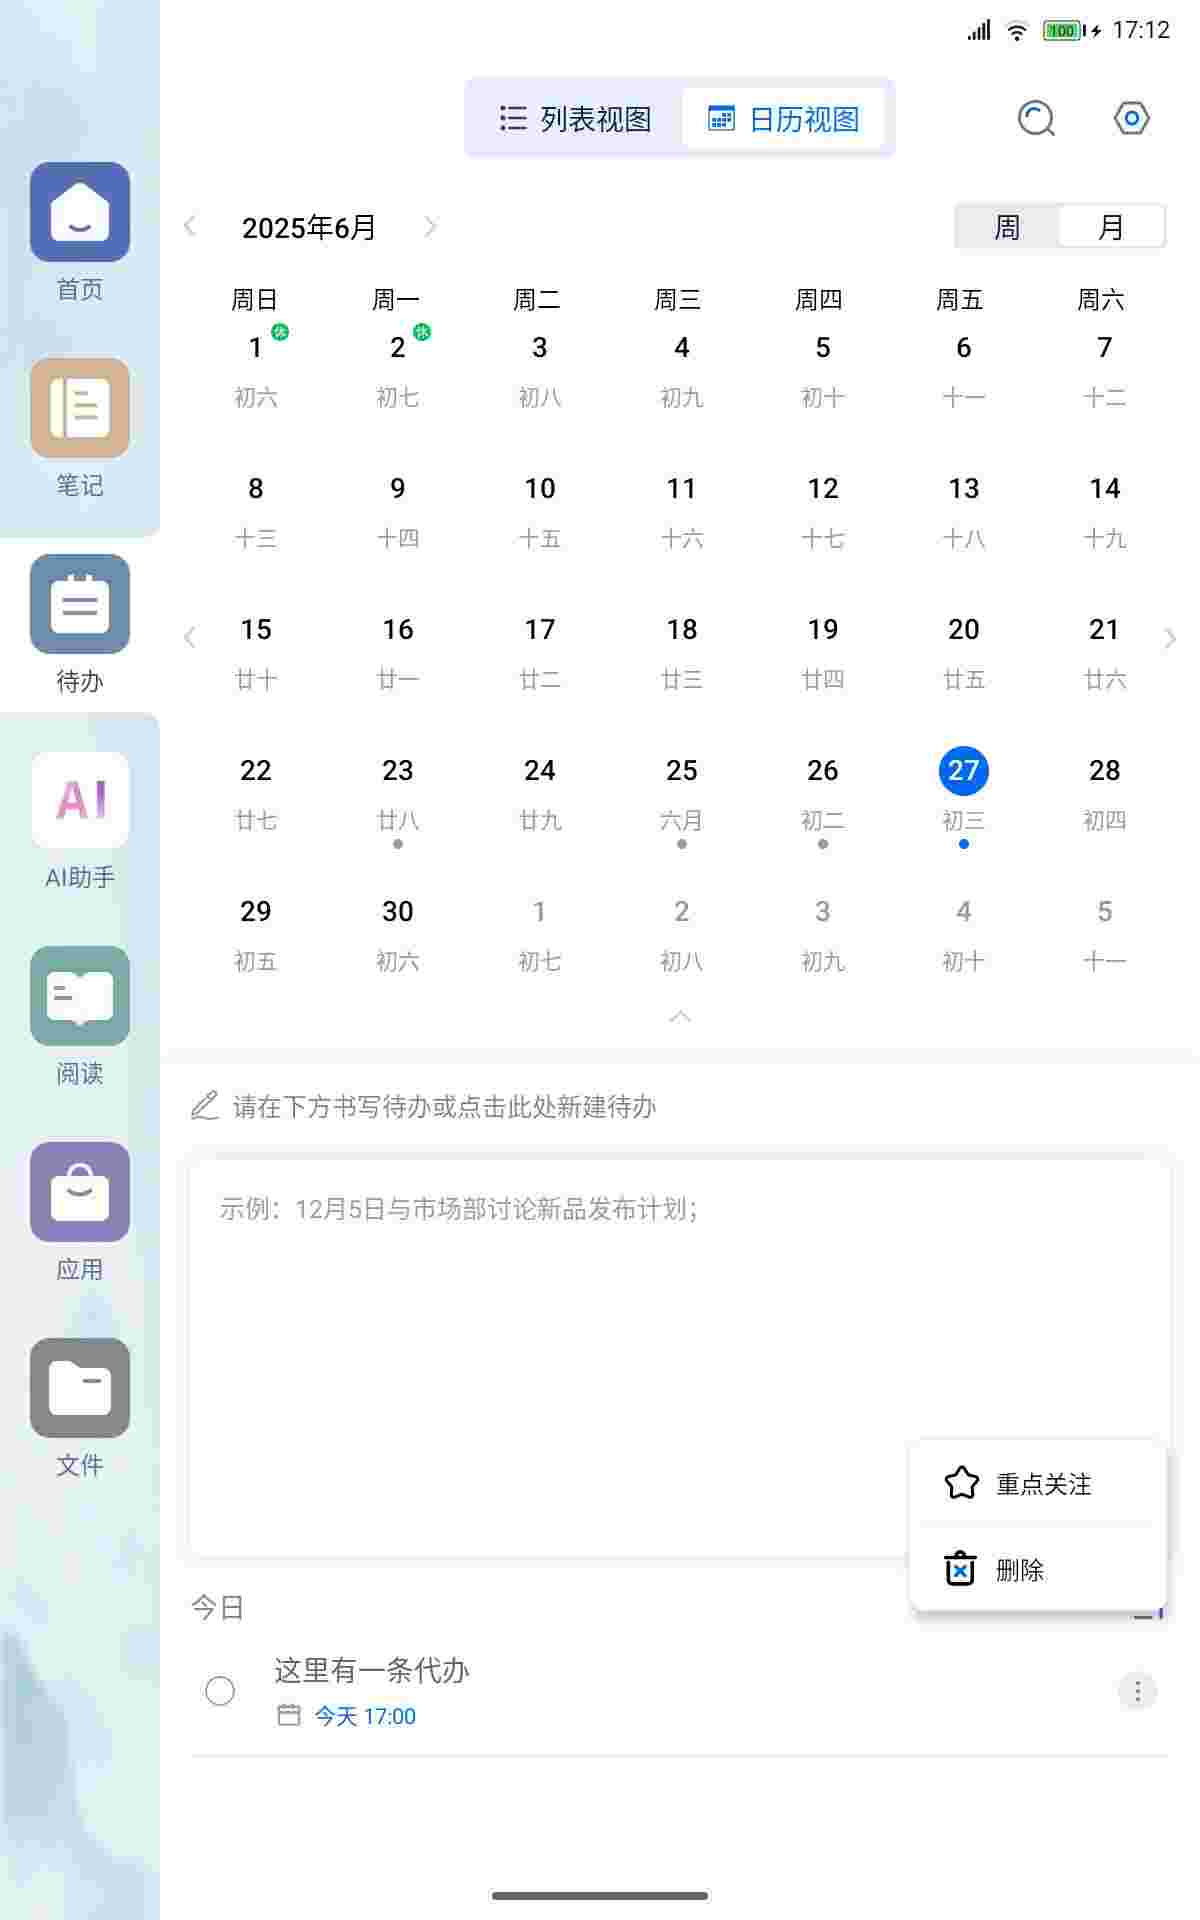 100 17:12
列表视图 日历视图
2025年6月 周 月
周日 周一 周二 周三 周四 周五 周六
1 休 2 休 3 4 5 6 7
初六 初七 初八 初九 初十 十一 十二
8 9 10 11 12 13 14
十三 十四 十五 十六 十七 十八 十九
15 16 17 18 19 20 21
廿十 廿一 廿二 廿三 廿四 廿五 廿六
22 23 24 25 26 27 28
廿七 廿八 廿九 六月 初二 初三 初四
29 30 1 2 3 4 5
初五 初六 初七 初八 初九 初十 十一
请在下方书写待办或点击此处新建待办
示例：12月5日与市场部讨论新品发布计划；
重点关注
删除
今日
这里有一条代办
今天 17:00
首页
笔记
待办
AI
AI助手
阅读
应用
文件